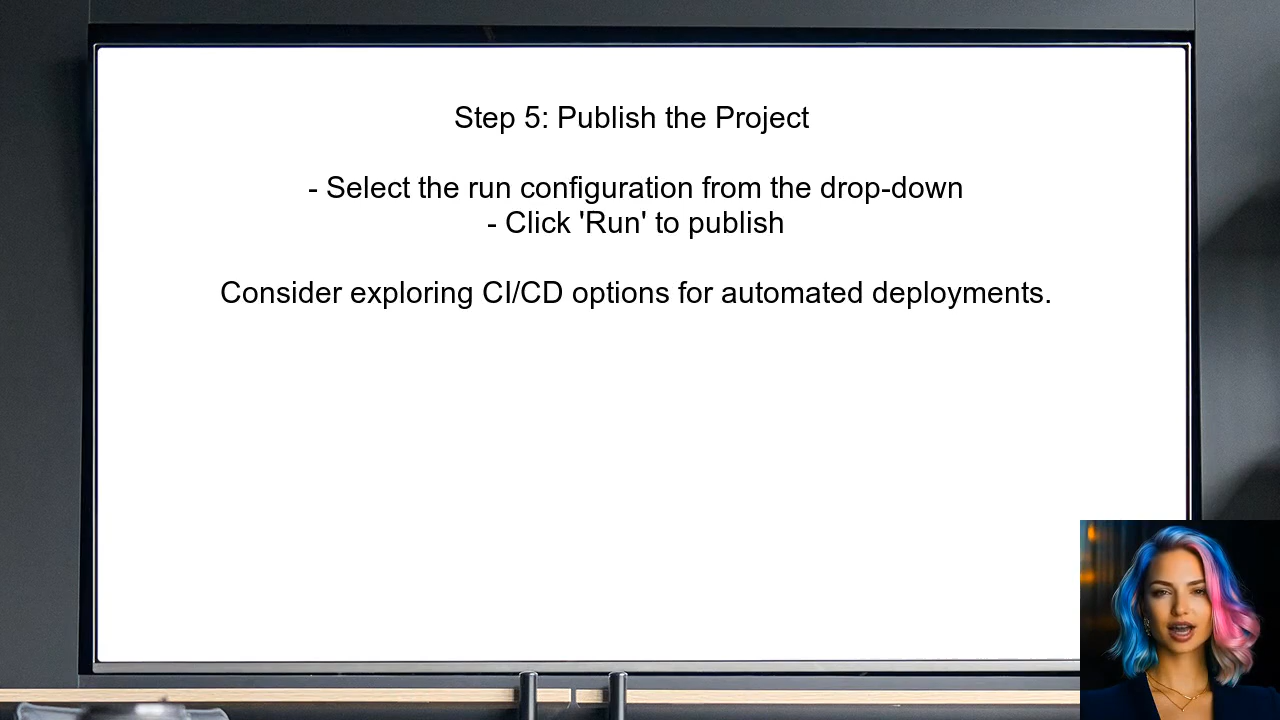 Step 5: Publish the Project
- Select the run configuration from the drop-down
- Click 'Run' to publish
Consider exploring CI/CD options for automated deployments.